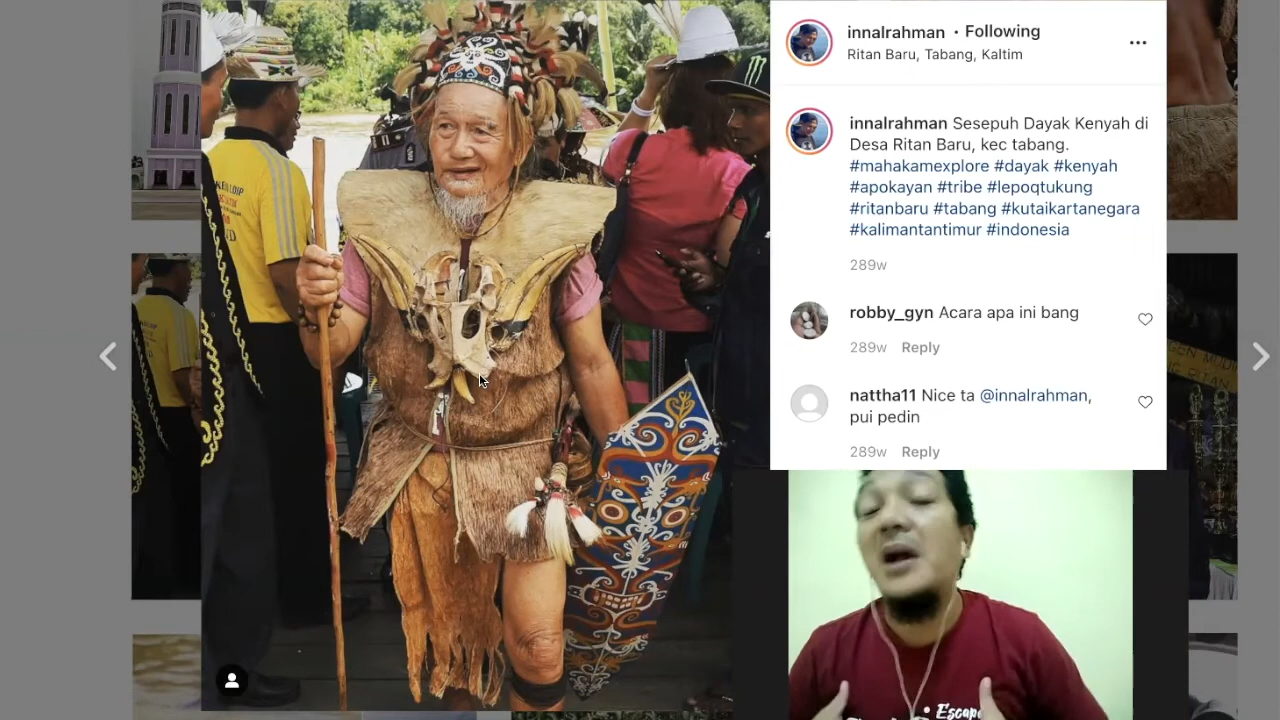 innalrahman • Following
Ritan Baru, Tabang, Kaltim
innalrahman Sesepuh Dayak Kenyah di
Desa Ritan Baru, kec tabang.
#mahakamexplore #dayak #kenyah
#apokayan #tribe #lepoqtukung
#ritanbaru #tabang #kutaikartanegara
#kalimantantimur #indonesia
289w
robby_gyn Acara apa ini bang
289w Reply
nattha11 Nice ta @innalrahman,
pui pedin
289w Reply
• Escape